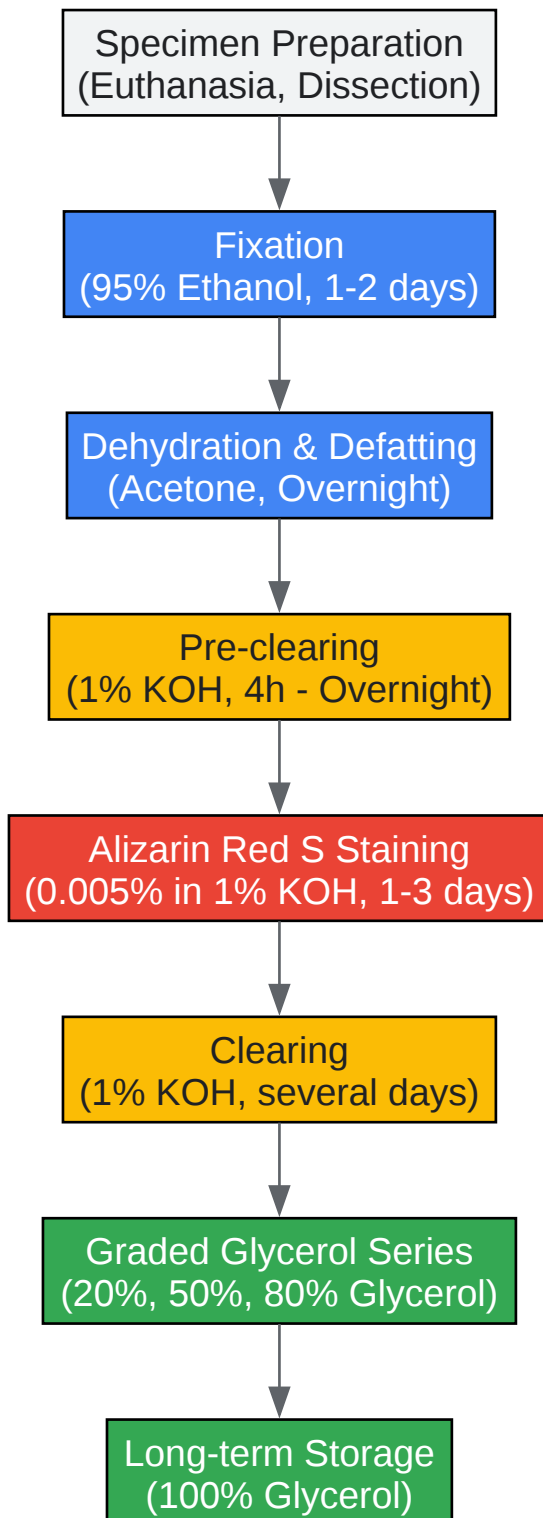 Specimen Preparation
(Euthanasia, Dissection)
Fixation
(95% Ethanol, 1-2 days)
Dehydration & Defatting
(Acetone, Overnight)
Pre-clearing
(1% KOH, 4h - Overnight)
Alizarin Red S Staining
(0.005% in 1% KOH, 1-3 days)
Clearing
(1% KOH, several days)
Graded Glycerol Series
(20%, 50%, 80% Glycerol)
Long-term Storage
(100% Glycerol)